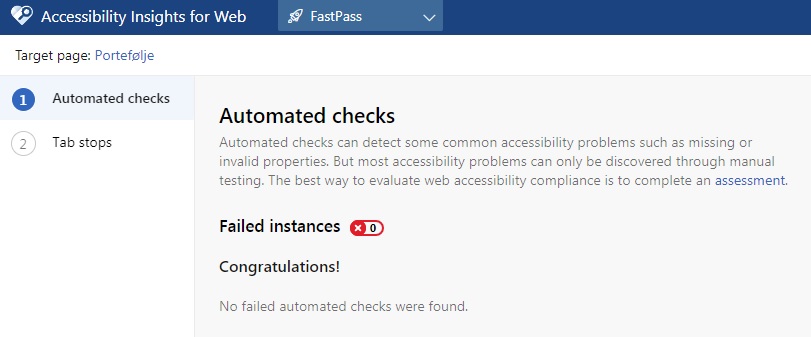 Accessibility Insights for Web
FastPass
Target page: Portefølje
1 Automated checks
2 Tab stops
Automated checks
Automated checks can detect some common accessibility problems such as missing or
invalid properties. But most accessibility problems can only be discovered through manual
testing. The best way to evaluate web accessibility compliance is to complete an assessment.
Failed instances 0
Congratulations!
No failed automated checks were found.